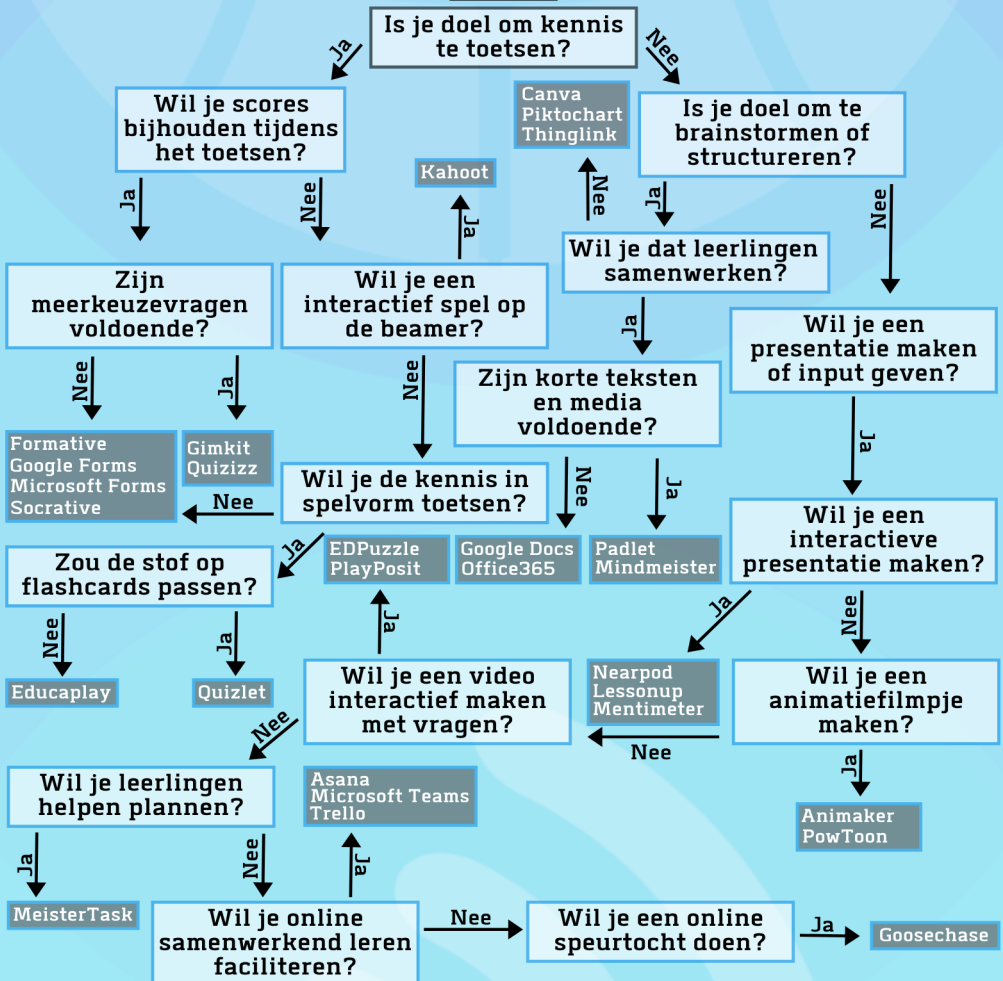 Is je doel om kennis
te toetsen?
Ja
Nee
Wil je scores
bijhouden tijdens
het toetsen?
Canva
Piktochart
Thinglink
Is je doel om te
brainstormen of
structureren?
Kahoot
Ja
Nee
Ja
Nee
Ja
Nee
Zijn
meerkeuzevragen
voldoende?
Wil je een
interactief spel op
de beamer?
Wil je dat leerlingen
samenwerken?
Wil je een
presentatie maken
of input geven?
Nee
Ja
Nee
Ja
Ja
Zijn korte teksten
en media
voldoende?
Formative
Google Forms
Microsoft Forms
Socrative
Gimkit
Quizizz
Nee
Wil je de kennis in
spelvorm toetsen?
Ja
Nee
Ja
Wil je een
interactieve
presentatie maken?
Zou de stof op
flashcards passen?
EDPuzzle
PlayPosit
Google Docs
Office365
Padlet
Mindmeister
Nee
Ja
Ja
Ja
Nee
Educaplay
Quizlet
Wil je een video
interactief maken
met vragen?
Nearpod
Lessonup
Mentimeter
Wil je een
animatiefilmpje
maken?
Nee
Nee
Ja
Wil je leerlingen
helpen plannen?
Asana
Microsoft Teams
Trello
Animaker
PowToon
Ja
Nee
Ja
MeisterTask
Wil je online
samenwerkend leren
faciliteren?
Nee
Wil je een online
speurtocht doen?
Ja
Goosechase